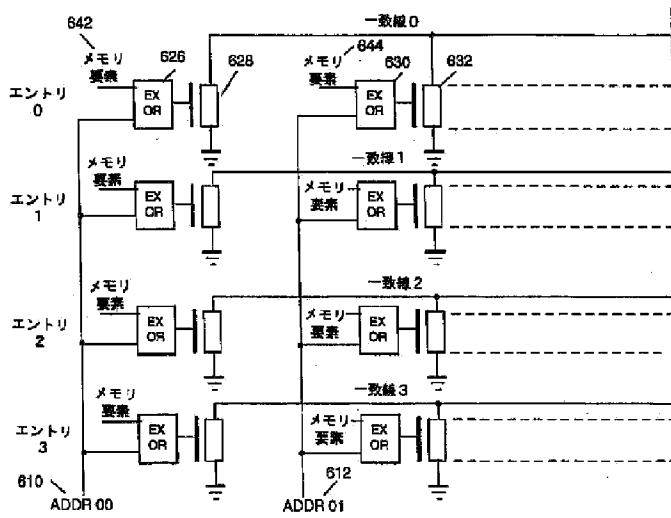 642
626
628
一致線0
644
630
632
メモリ
要素
EX
OR
メモリ
要素
EX
OR
エントリ
0
一致線1
メモリ
要素
EX
OR
メモリ
要素
EX
OR
エントリ
1
一致線2
メモリ
要素
EX
OR
メモリ
要素
EX
OR
エントリ
2
一致線3
メモリ
要素
EX
OR
メモリ
要素
EX
OR
エントリ
3
610
ADDR 00
612
ADDR 01